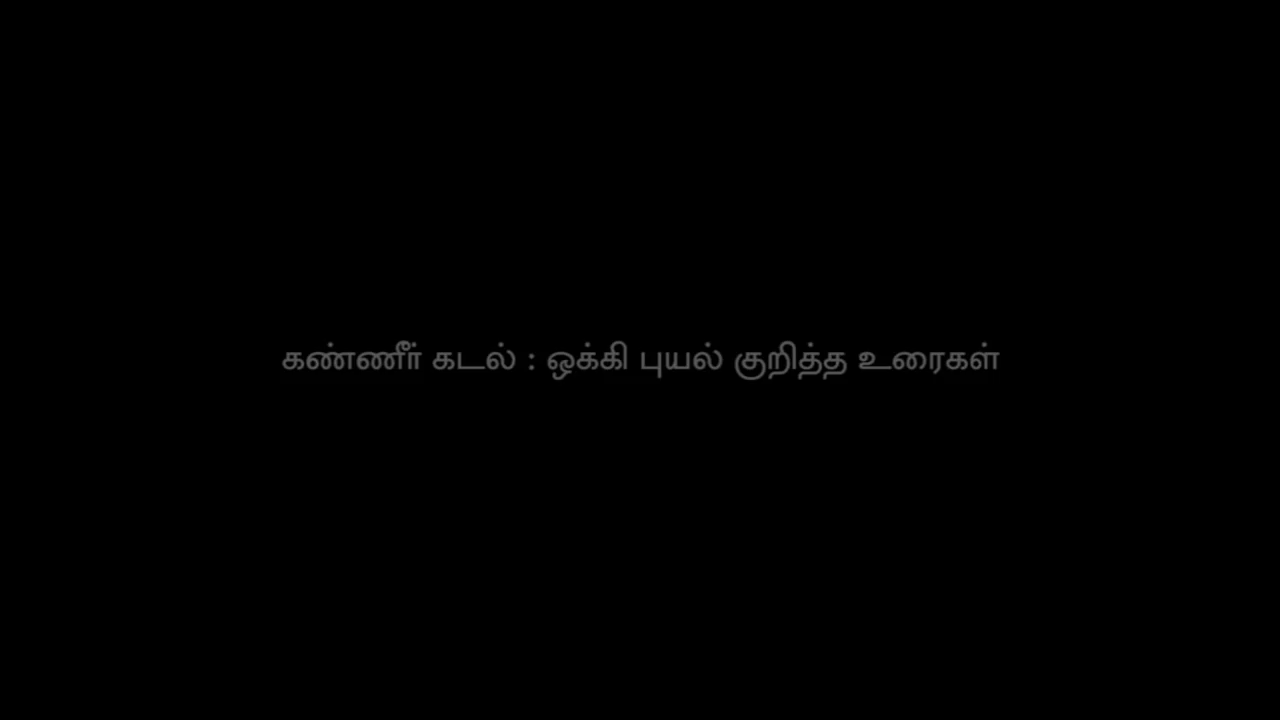 கண்ணீர் கடல் : ஒக்கி புயல் குறித்த உரைகள்